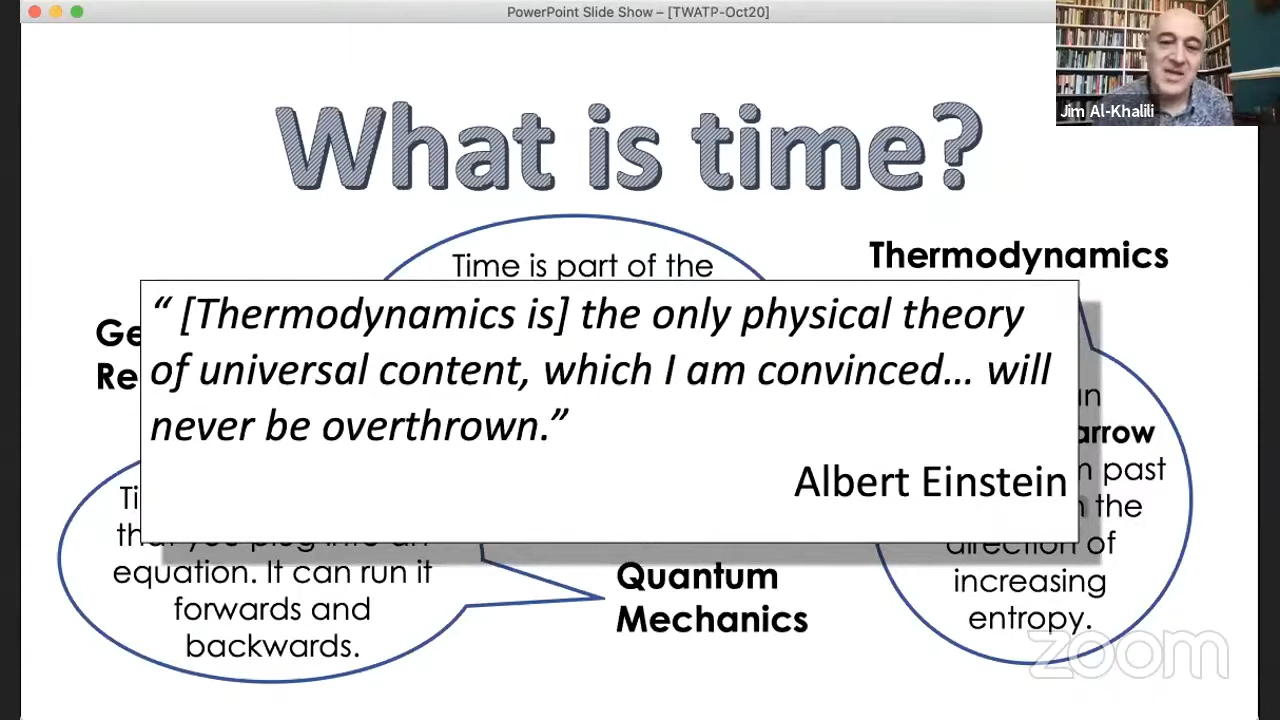 PowerPoint Slide Show – [TWATP-Oct20]
Jim Al-Khalili
What is time?
Time is part of the
Thermodynamics
“ [Thermodynamics is] the only physical theory
of universal content, which I am convinced… will
never be overthrown.”
Albert Einstein
arrow
past
the
direction of
increasing
entropy.
that you plug into an
equation. It can run it
forwards and
backwards.
Quantum
Mechanics
zoom